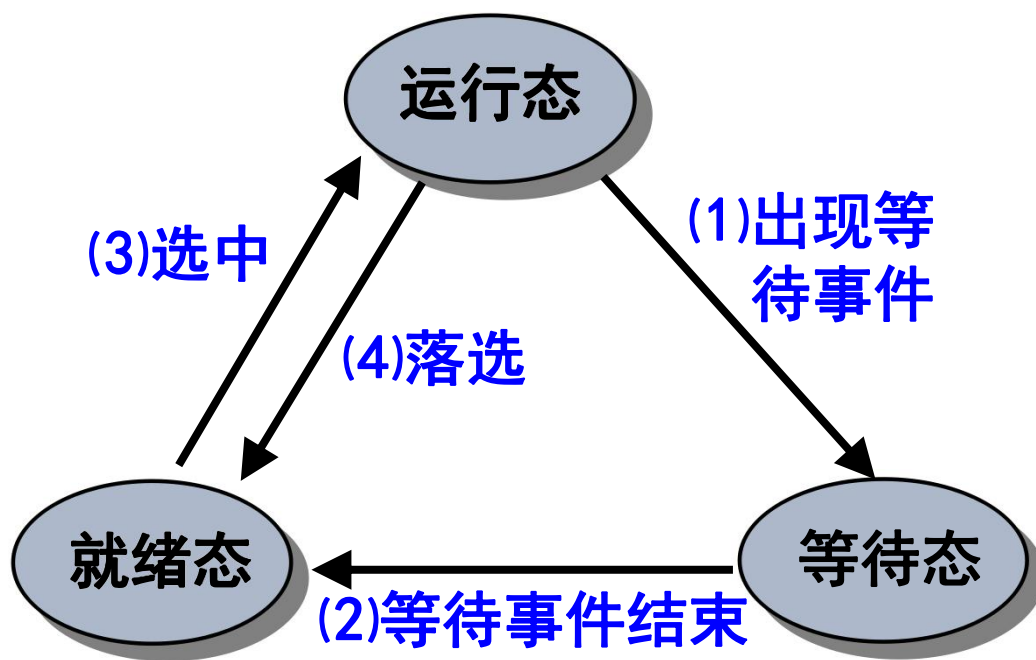 运行态
⑴出现等
待事件
⑶选中
⑷落选
就绪态
等待态
⑵等待事件结束